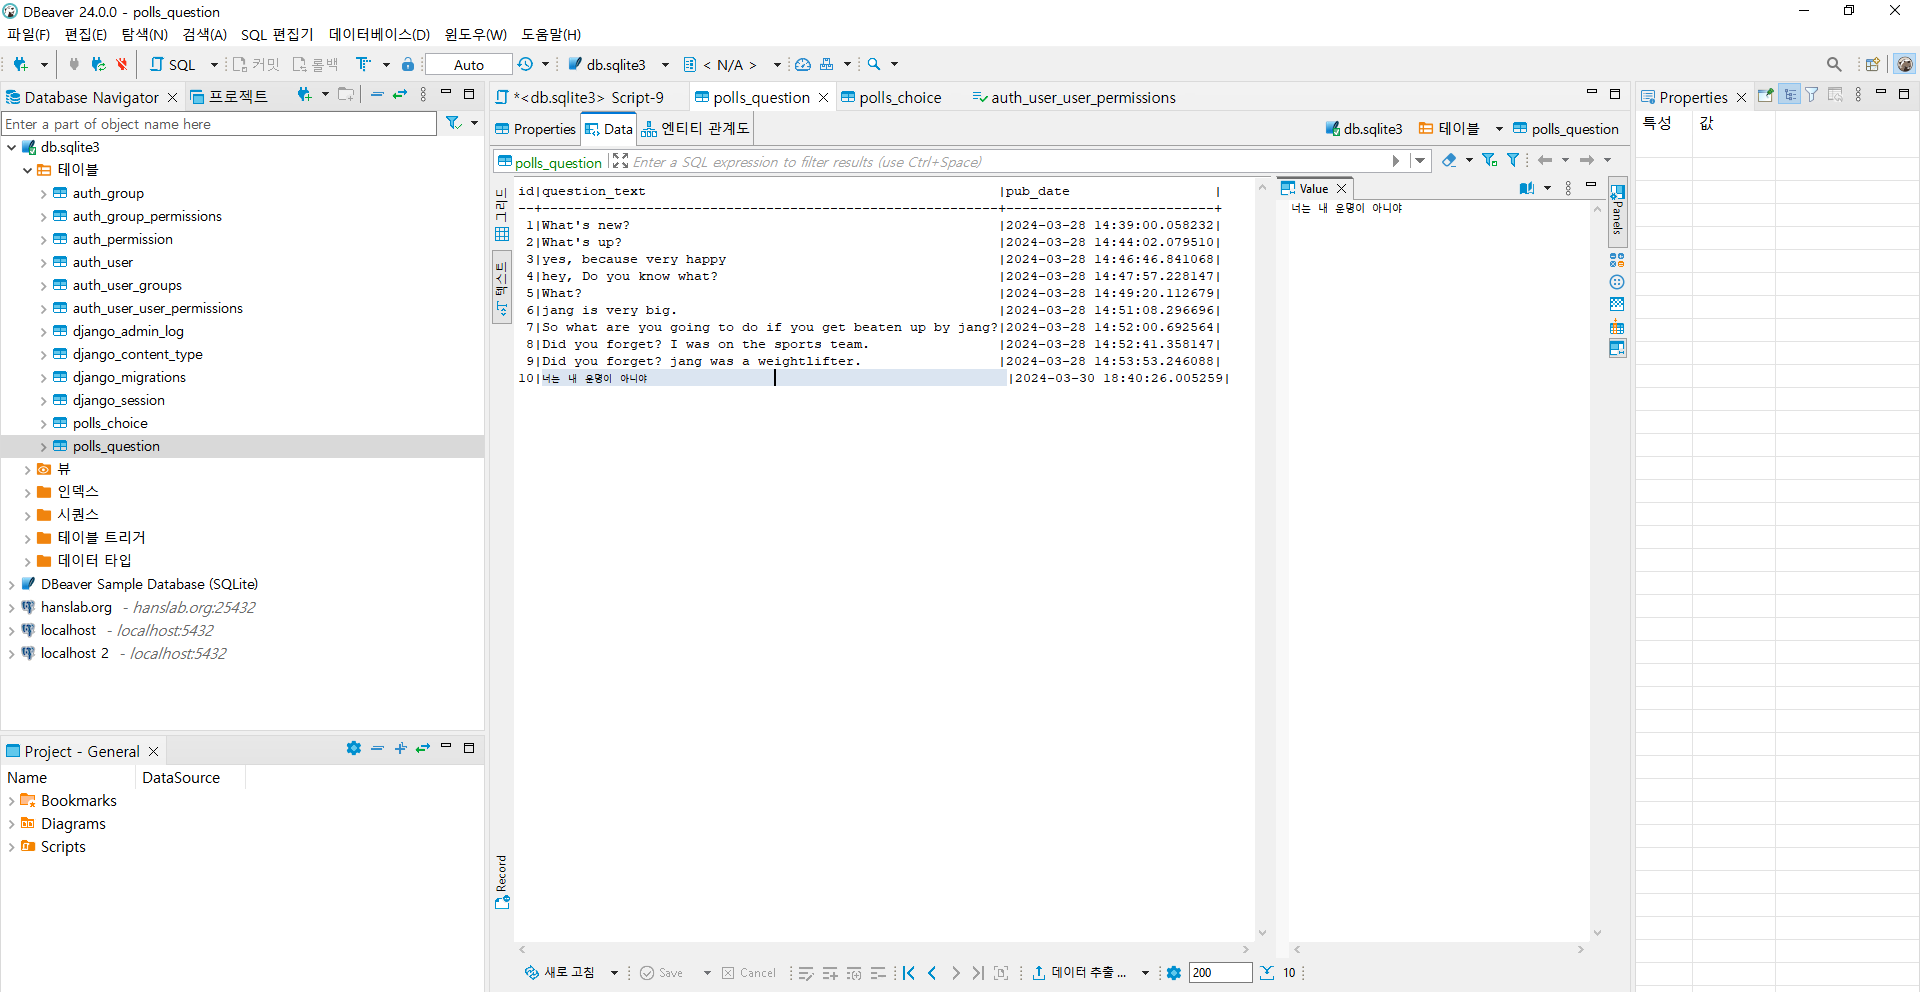 DBeaver 24.0.0 - polls_question
파일(F) 편집(E) 탐색(N) 검색(A) SQL 편집기 데이터베이스(D) 윈도우(W) 도움말(H)
SQL 커밋 롤백 Auto db.sqlite3 < N/A >
Database Navigator 프로젝트
Enter a part of object name here
db.sqlite3
테이블
auth_group
auth_group_permissions
auth_permission
auth_user
auth_user_groups
auth_user_user_permissions
django_admin_log
django_content_type
django_migrations
django_session
polls_choice
polls_question
뷰
인덱스
시퀀스
테이블 트리거
데이터 타입
DBeaver Sample Database (SQLite)
hanslab.org - hanslab.org:25432
localhost - localhost:5432
localhost 2 - localhost:5432
Project - General
Name DataSource
Bookmarks
Diagrams
Scripts
*<db.sqlite3> Script-9 polls_question polls_choice auth_user_user_permissions
Properties Data 엔티티 관계도 db.sqlite3 테이블 polls_question
polls_question Enter a SQL expression to filter results (use Ctrl+Space)
그리드
텍스트
Record
id|question_text |pub_date |
--+---------------------------------------------------------+--------------------------+
1|What's new? |2024-03-28 14:39:00.058232|
2|What's up? |2024-03-28 14:44:02.079510|
3|yes, because very happy |2024-03-28 14:46:46.841068|
4|hey, Do you know what? |2024-03-28 14:47:57.228147|
5|What? |2024-03-28 14:49:20.112679|
6|jang is very big. |2024-03-28 14:51:08.296696|
7|So what are you going to do if you get beaten up by jang?|2024-03-28 14:52:00.692564|
8|Did you forget? I was on the sports team. |2024-03-28 14:52:41.358147|
9|Did you forget? jang was a weightlifter. |2024-03-28 14:53:53.246088|
10|너는 내 운명이 아니야 |2024-03-30 18:40:26.005259|
Value
너는 내 운명이 아니야
Panels
새로 고침 Save Cancel 데이터 추출 ... 200 10
Properties
특성 값